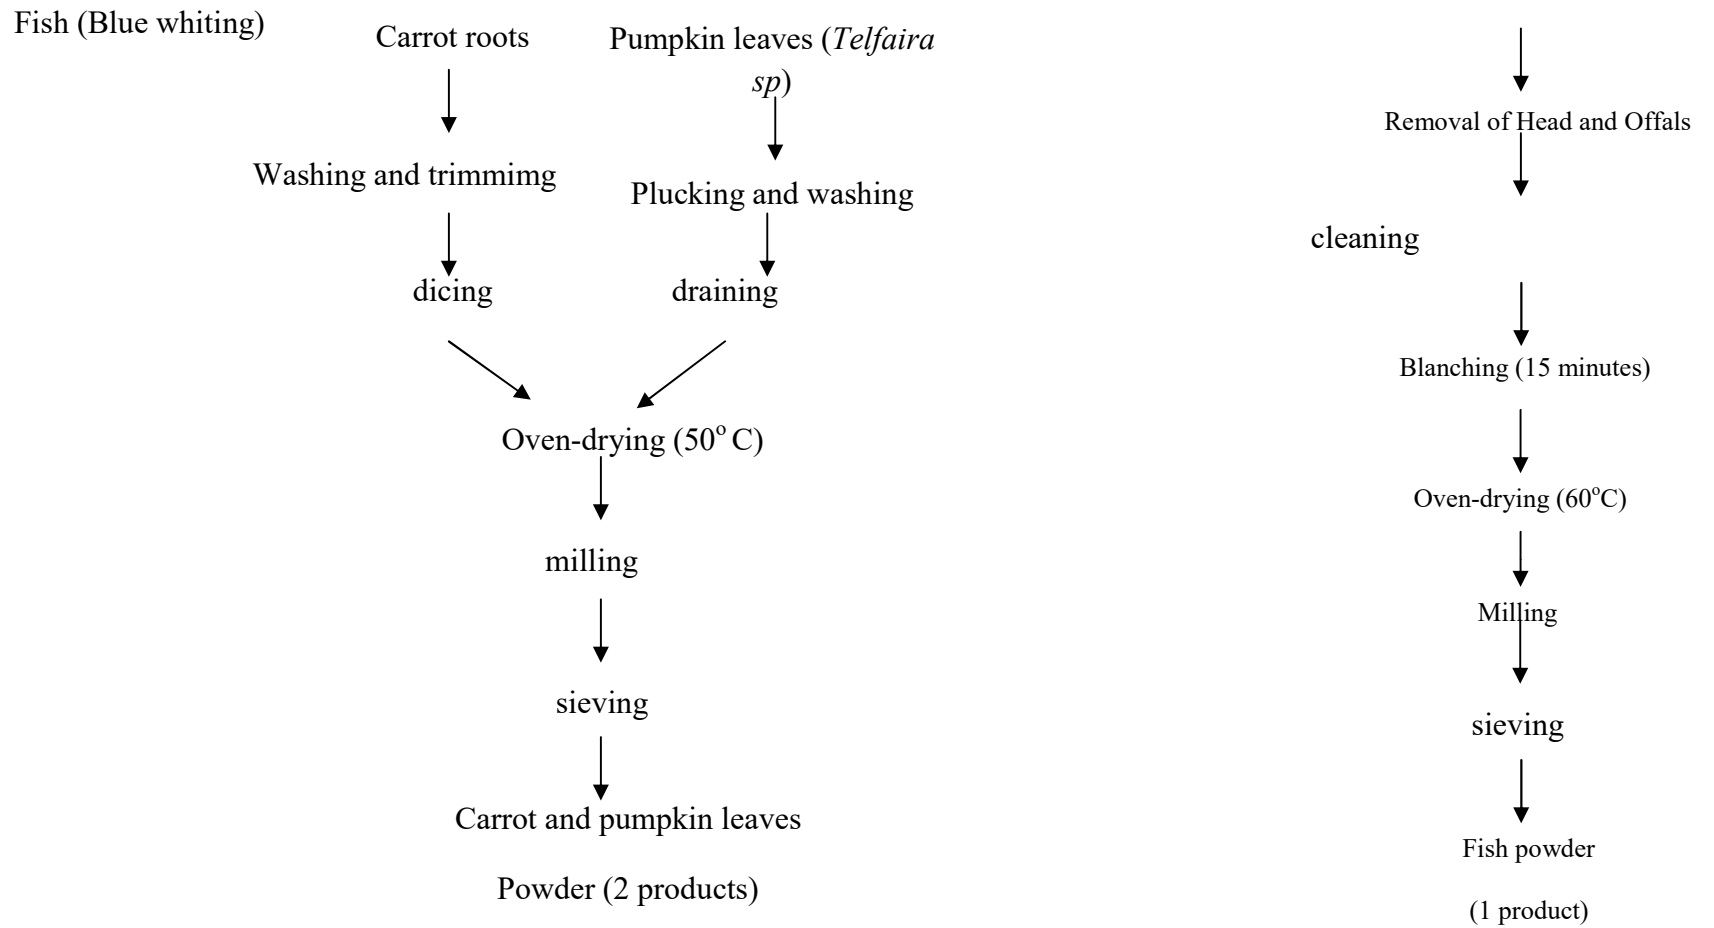 Fish (Blue whiting)
Carrot roots
Pumpkin leaves (Telfaira
sp)
Washing and trimmimg
Plucking and washing
dicing
draining
Oven-drying (50° C)
milling
sieving
Carrot and pumpkin leaves
Powder (2 products)
Removal of Head and Offals
cleaning
Blanching (15 minutes)
Oven-drying (60°C)
Milling
sieving
Fish powder
(1 product)